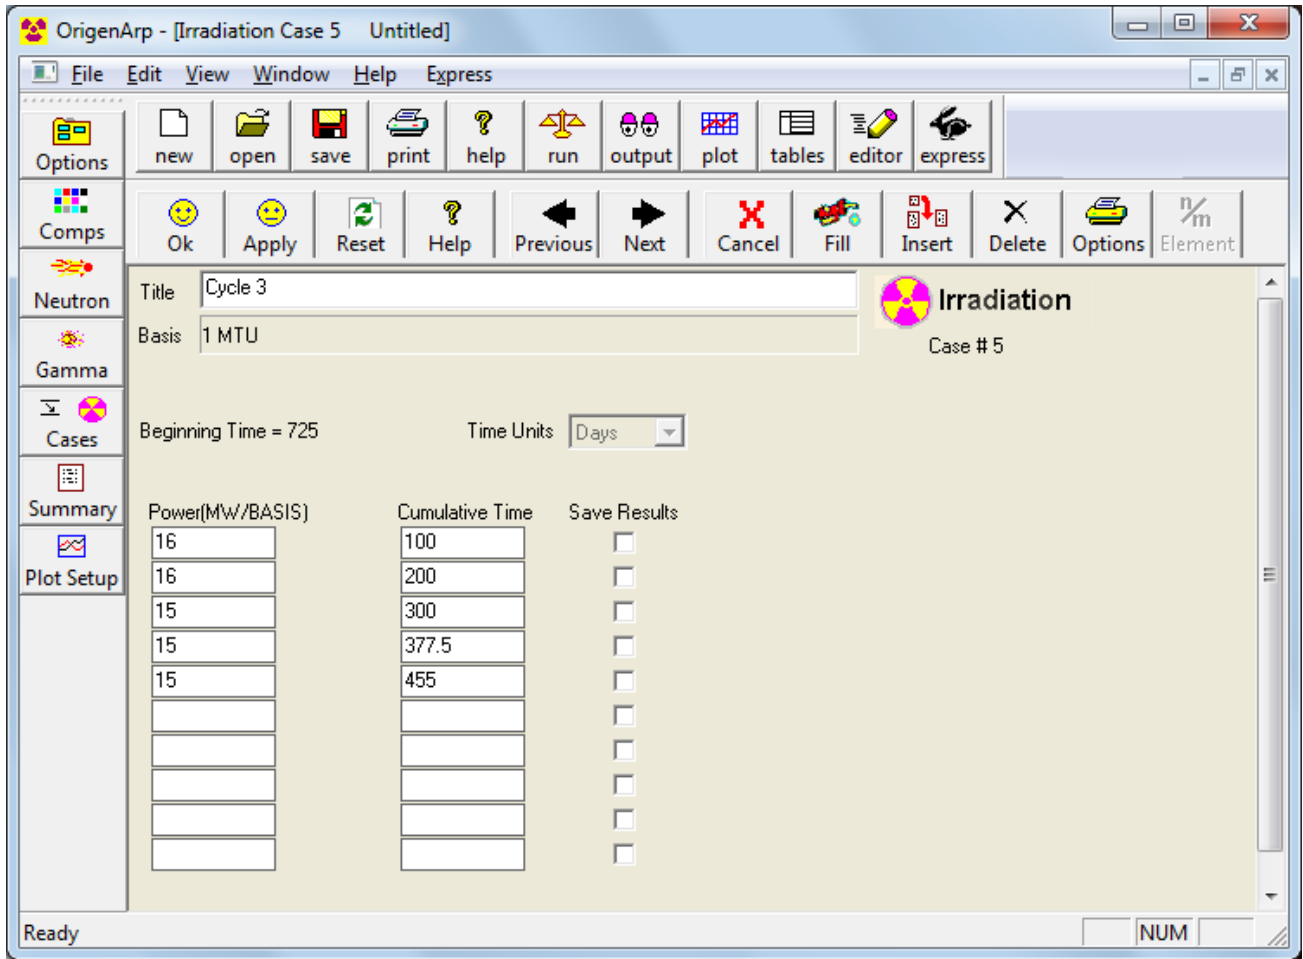 OrigenArp - [Irradiation Case 5 Untitled]
File Edit View Window Help Express
Options
new open save print help run output plot tables editor express
Comps
Ok Apply Reset Help Previous Next Cancel Fill Insert Delete Options n/m Element
Neutron
Gamma
Cases
Summary
Plot Setup
Title Cycle 3
Irradiation
Basis 1 MTU
Case # 5
Beginning Time = 725 Time Units Days
Power(MW/BASIS) Cumulative Time Save Results
16 100
16 200
15 300
15 377.5
15 455
Ready NUM